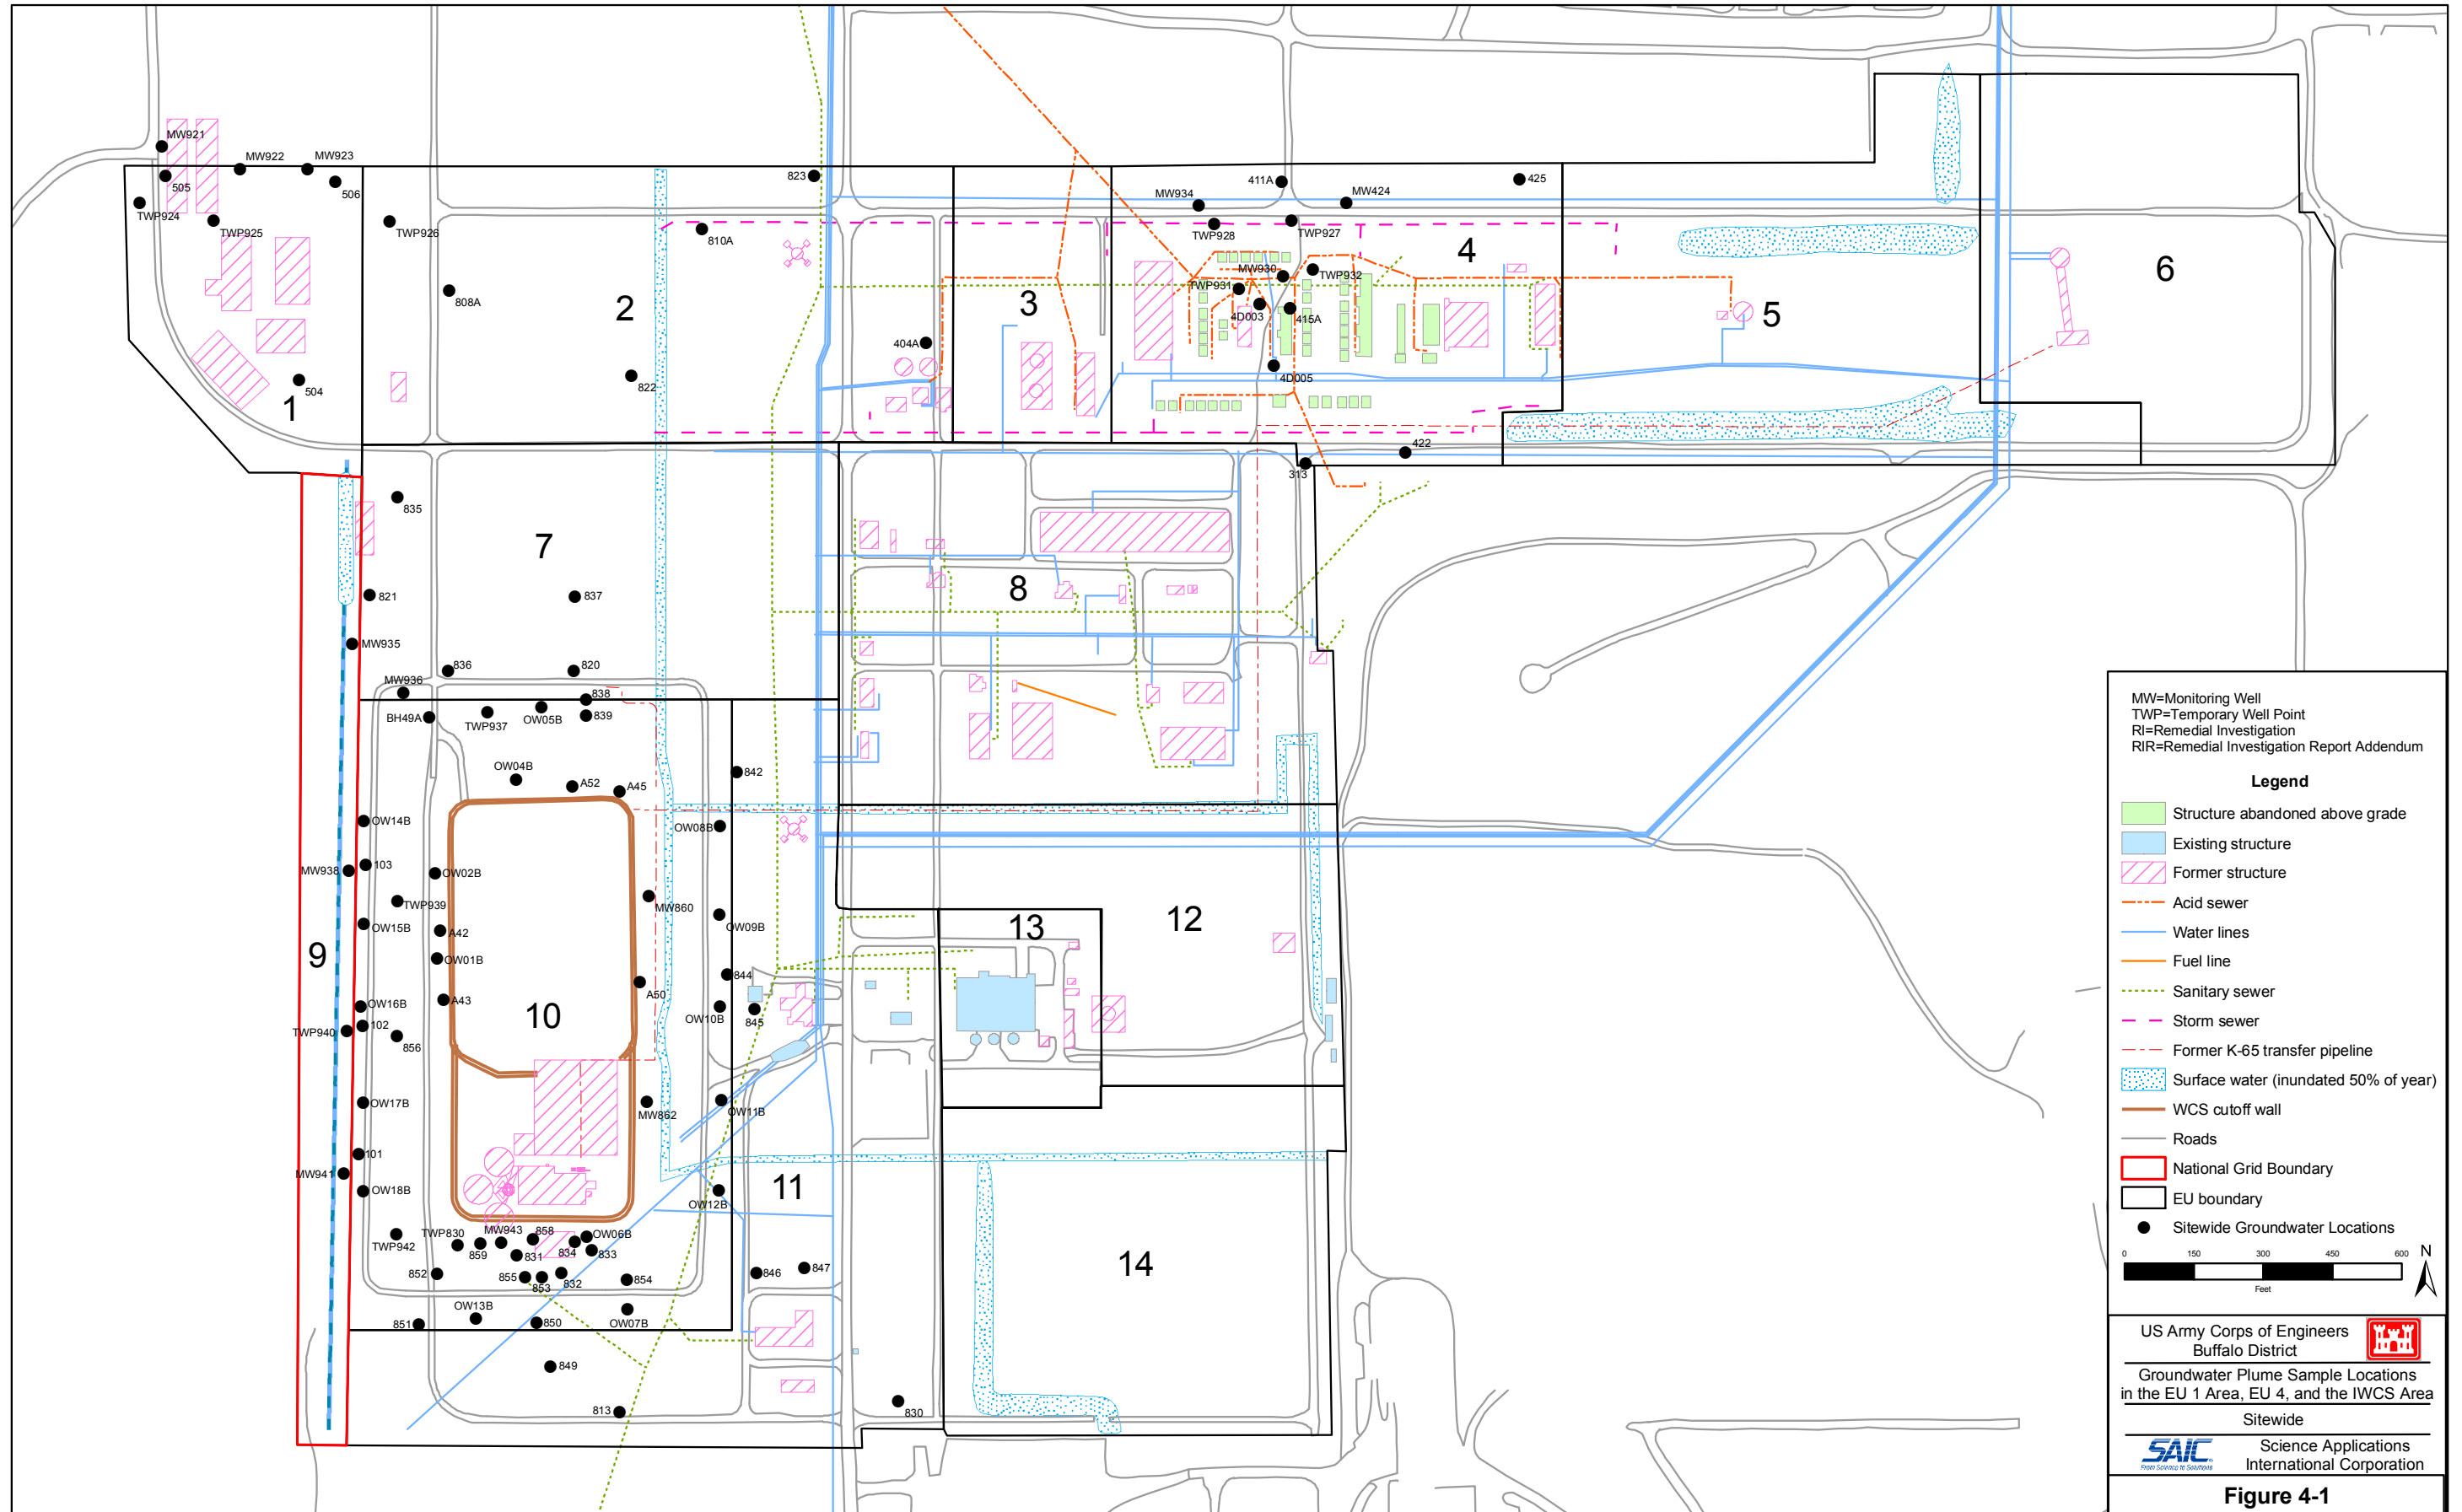 MW921
MW922
MW923
505
506
TWP924
TWP925
TWP926
808A
504
1
823
810A
2
822
404A
3
411A
MW934
MW424
425
TWP928
TWP927
4
MW930
TWP932
TWP931
4D003
415A
4D005
5
6
422
313
835
7
821
837
MW935
836
820
MW936
838
BH49A
TWP937
OW05B
839
8
OW04B
A52
A45
842
OW14B
OW08B
MW938
103
OW02B
TWP939
MW860
OW15B
A42
OW09B
9
OW01B
844
A50
A43
OW16B
10
OW10B
845
TWP940
102
856
13
12
OW17B
MW862
OW11B
101
MW941
OW18B
11
OW12B
TWP942
TWP830
MW943
858
OW06B
859
831
834
833
852
855
853
832
854
846
847
14
OW13B
851
850
OW07B
849
813
830
MW=Monitoring Well
TWP=Temporary Well Point
RI=Remedial Investigation
RIR=Remedial Investigation Report Addendum
Legend
Structure abandoned above grade
Existing structure
Former structure
Acid sewer
Water lines
Fuel line
Sanitary sewer
Storm sewer
Former K-65 transfer pipeline
Surface water (inundated 50% of year)
WCS cutoff wall
Roads
National Grid Boundary
EU boundary
Sitewide Groundwater Locations
0 150 300 450 600
N
Feet
US Army Corps of Engineers
Buffalo District
Groundwater Plume Sample Locations
in the EU 1 Area, EU 4, and the IWCS Area
Sitewide
SAIC
From Science to Solutions
Science Applications
International Corporation
Figure 4-1